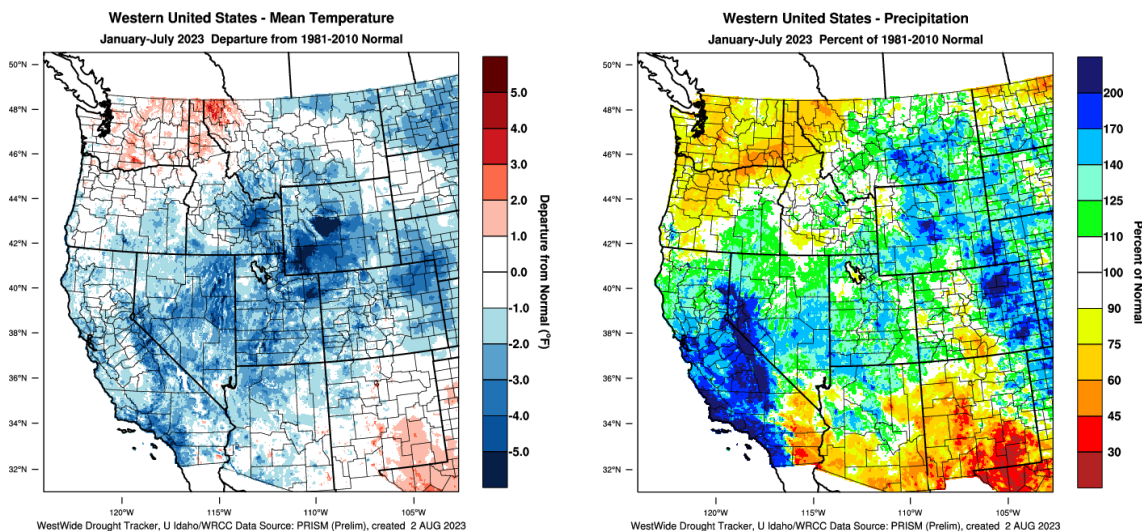 Western United States - Mean Temperature
January-July 2023 Departure from 1981-2010 Normal
50°N
48°N
46°N
44°N
42°N
40°N
38°N
36°N
34°N
32°N
120°W
115°W
110°W
105°W
5.0
4.0
3.0
2.0
1.0
0.0
-1.0
-2.0
-3.0
-4.0
-5.0
Departure from Normal (°F)
WestWide Drought Tracker, U Idaho/WRCC Data Source: PRISM (Prelim), created 2 AUG 2023
Western United States - Precipitation
January-July 2023 Percent of 1981-2010 Normal
50°N
48°N
46°N
44°N
42°N
40°N
38°N
36°N
34°N
32°N
120°W
115°W
110°W
105°W
200
170
140
125
110
100
90
75
60
45
30
Percent of Normal
WestWide Drought Tracker, U Idaho/WRCC Data Source: PRISM (Prelim), created 2 AUG 2023